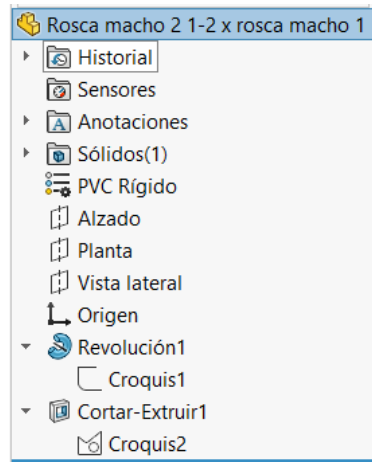 Rosca macho 2 1-2 x rosca macho 1
Historial
Sensores
Anotaciones
Sólidos(1)
PVC Rígido
Alzado
Planta
Vista lateral
Origen
Revolución1
Croquis1
Cortar-Extruir1
Croquis2